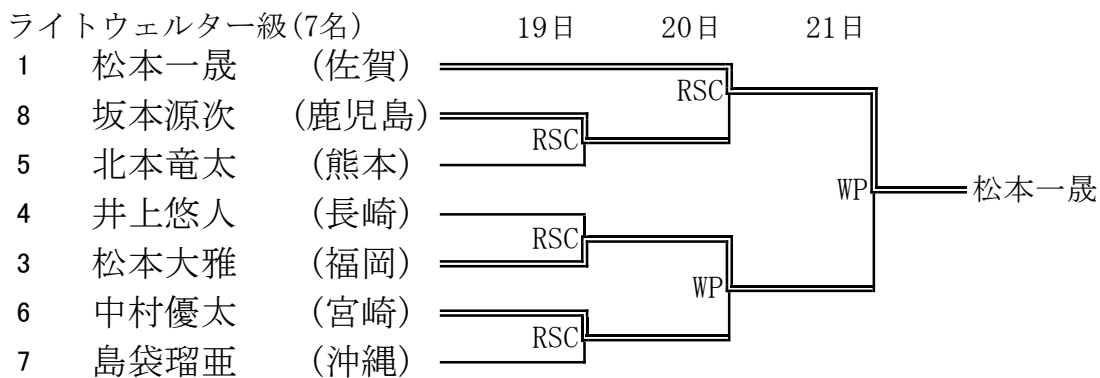 ライトウェルター級(7名) 19日 20日 21日
1 松本一晟 (佐賀)
RSC
8 坂本源次 (鹿児島)
RSC
5 北本竜太 (熊本)
WP 松本一晟
4 井上悠人 (長崎)
RSC
3 松本大雅 (福岡)
WP
6 中村優太 (宮崎)
RSC
7 島袋瑠亜 (沖縄)